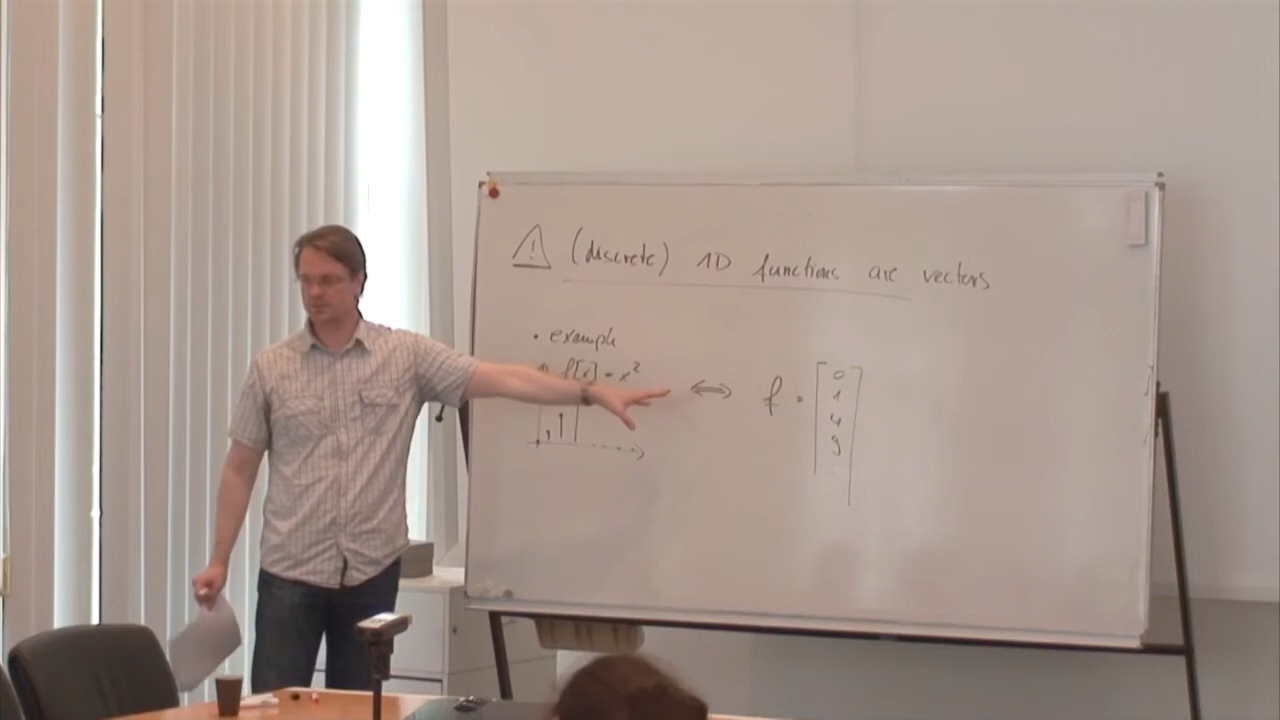 ! (discrete) 1D functions are vectors
• example
f[x] = x² ⇔ f = [0
1
4
9
⋮]